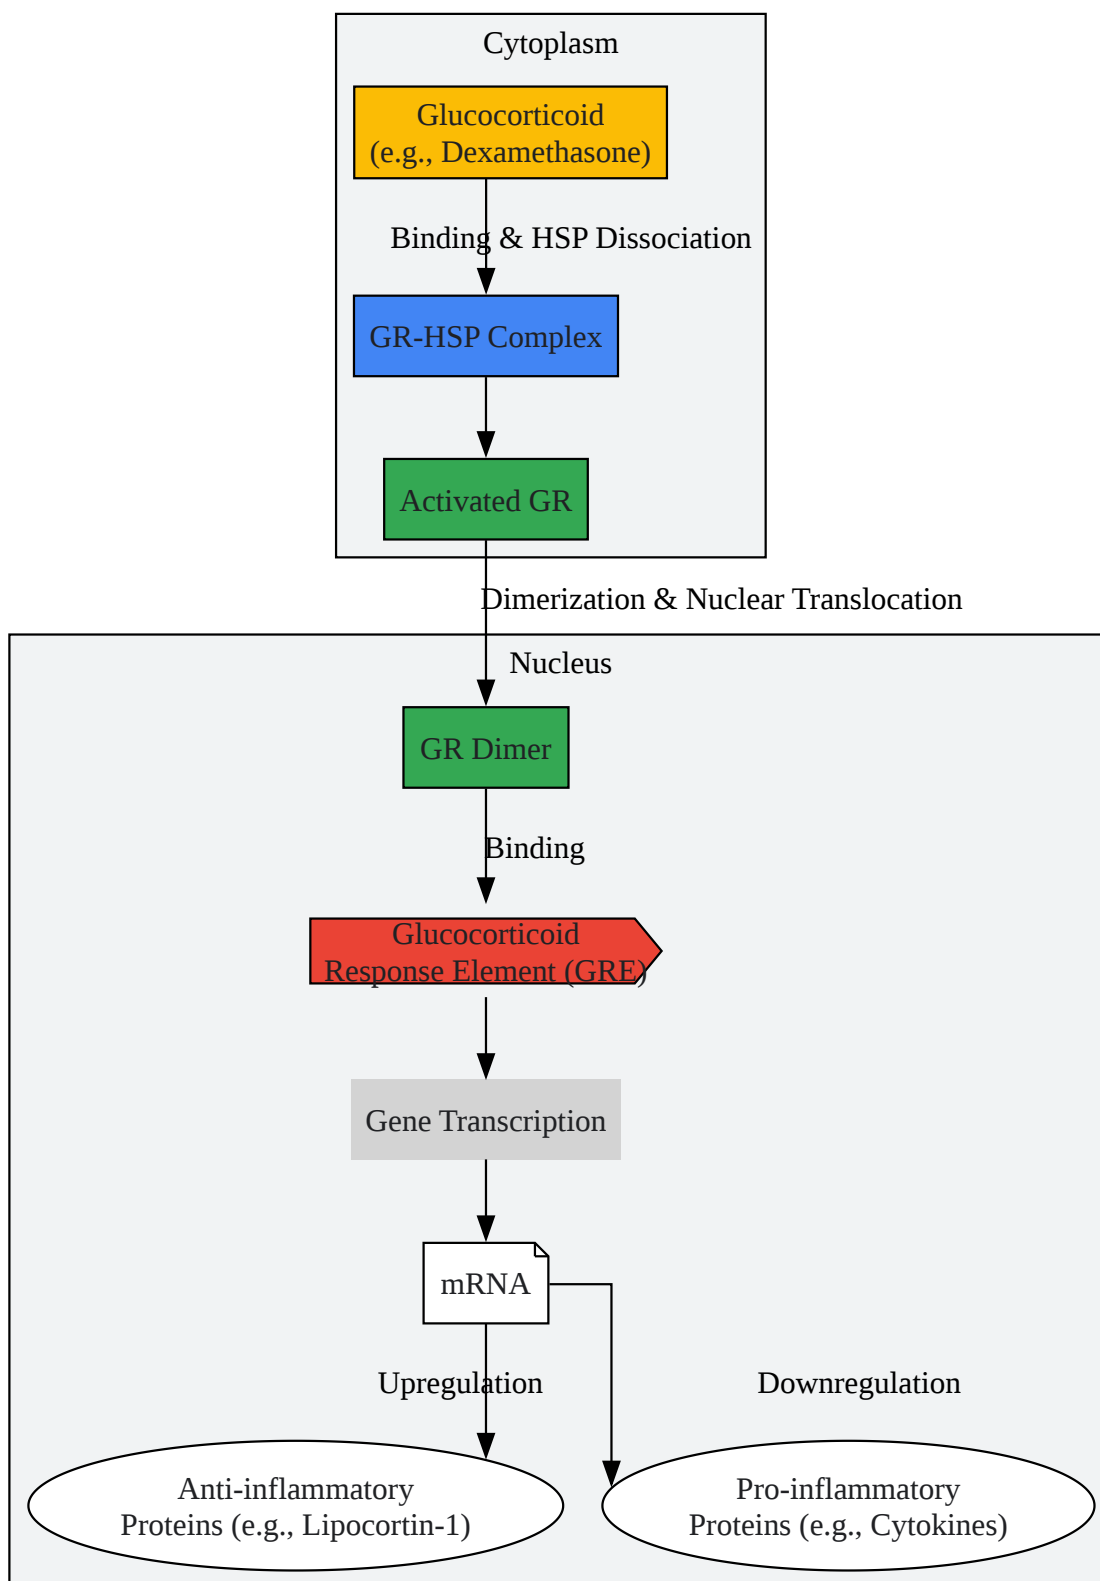 Cytoplasm
Glucocorticoid
(e.g., Dexamethasone)
Binding & HSP Dissociation
GR-HSP Complex
Activated GR
Dimerization & Nuclear Translocation
Nucleus
GR Dimer
Binding
Glucocorticoid
Response Element (GRE)
Gene Transcription
mRNA
Upregulation
Downregulation
Anti-inflammatory
Proteins (e.g., Lipocortin-1)
Pro-inflammatory
Proteins (e.g., Cytokines)